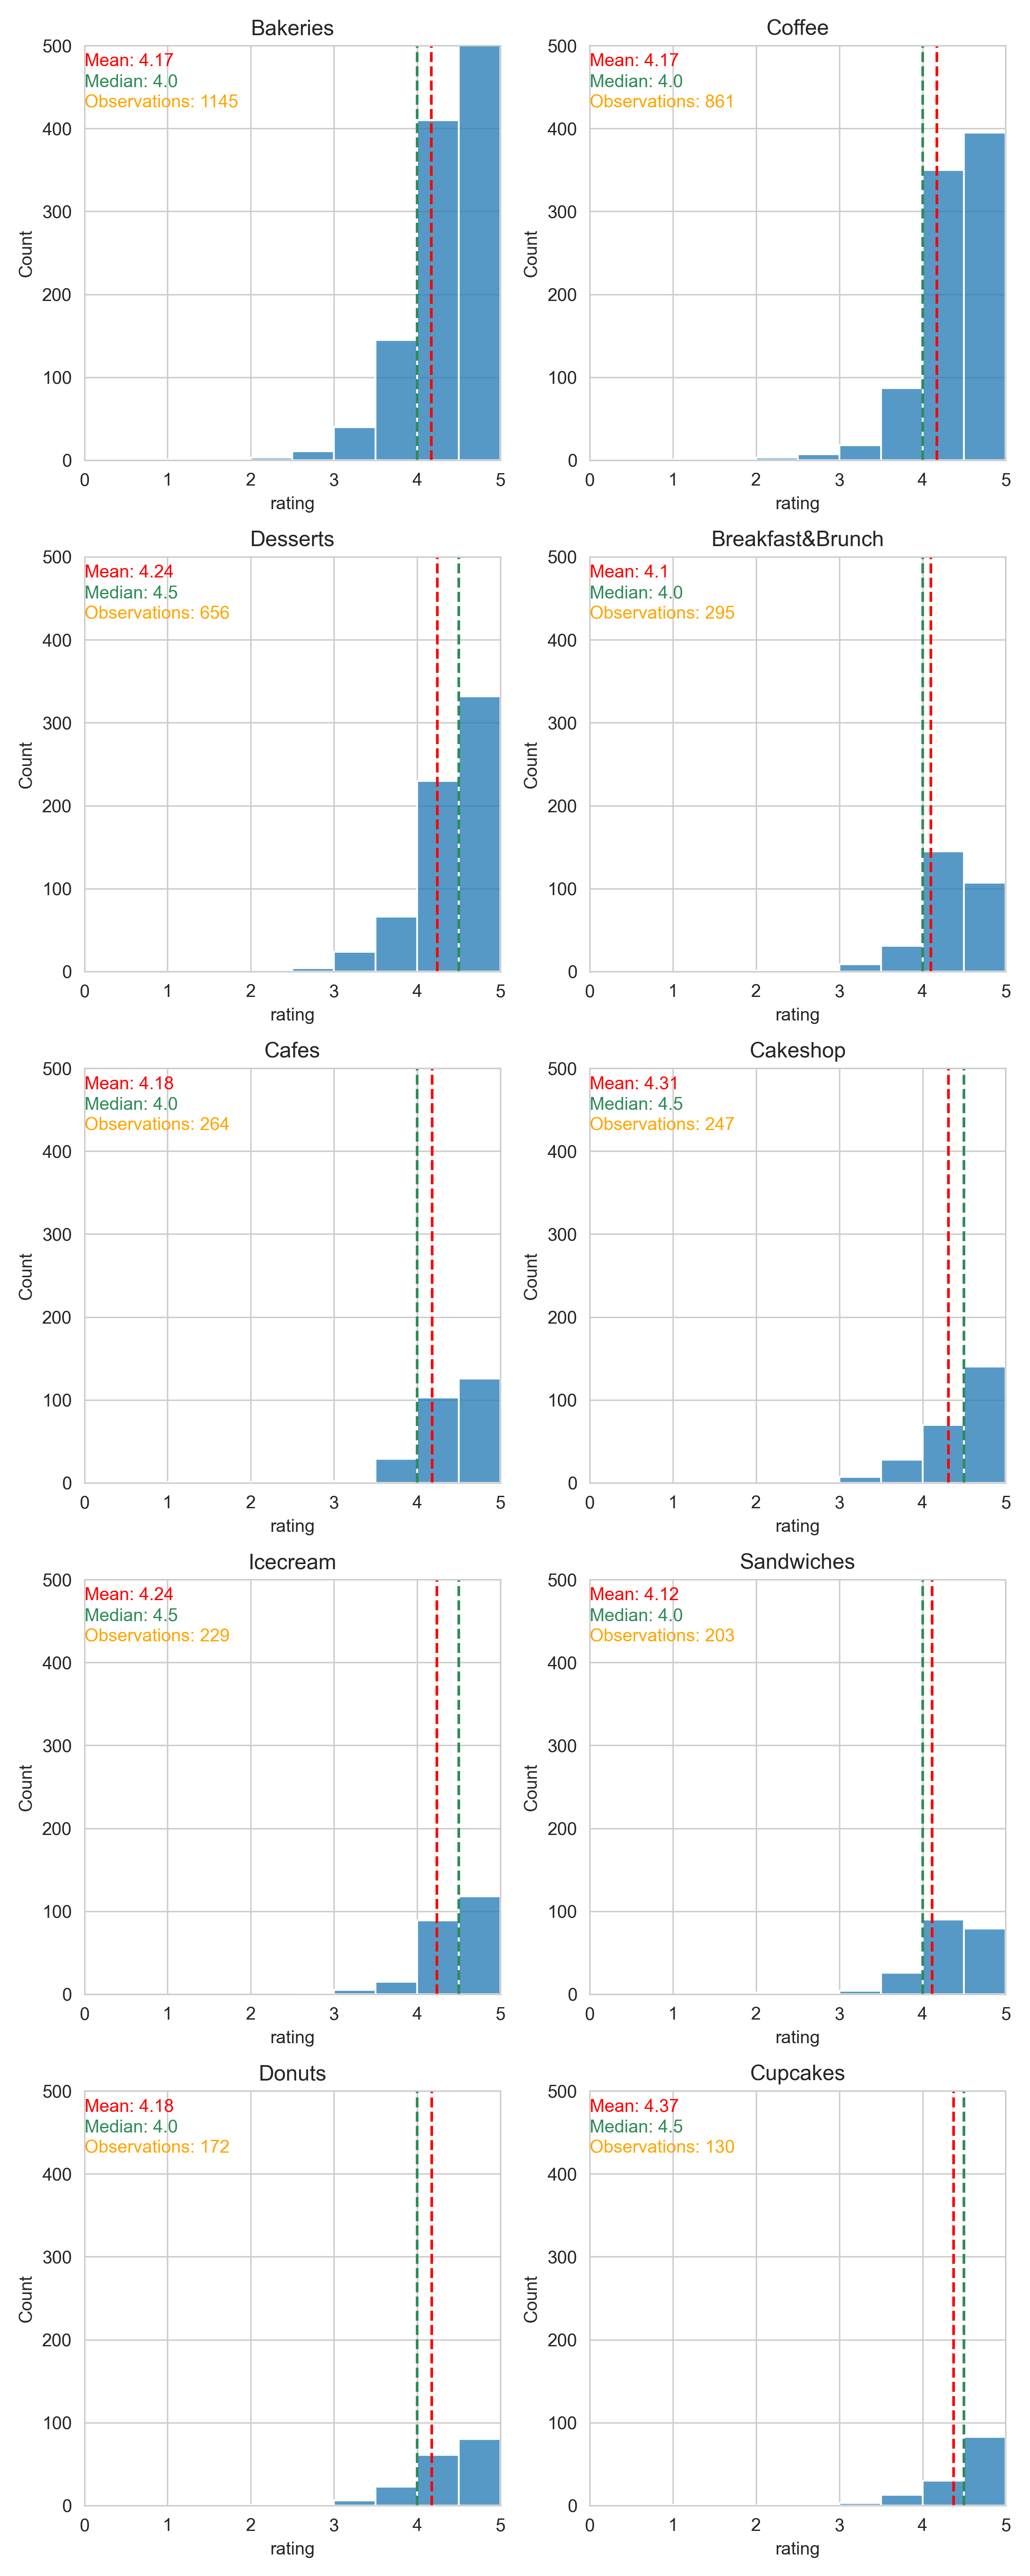 Bakeries
Mean: 4.17
Median: 4.0
Observations: 1145
500
400
300
200
100
0
Count
0 1 2 3 4 5
rating
Coffee
Mean: 4.17
Median: 4.0
Observations: 861
500
400
300
200
100
0
Count
0 1 2 3 4 5
rating
Desserts
Mean: 4.24
Median: 4.5
Observations: 656
500
400
300
200
100
0
Count
0 1 2 3 4 5
rating
Breakfast&Brunch
Mean: 4.1
Median: 4.0
Observations: 295
500
400
300
200
100
0
Count
0 1 2 3 4 5
rating
Cafes
Mean: 4.18
Median: 4.0
Observations: 264
500
400
300
200
100
0
Count
0 1 2 3 4 5
rating
Cakeshop
Mean: 4.31
Median: 4.5
Observations: 247
500
400
300
200
100
0
Count
0 1 2 3 4 5
rating
Icecream
Mean: 4.24
Median: 4.5
Observations: 229
500
400
300
200
100
0
Count
0 1 2 3 4 5
rating
Sandwiches
Mean: 4.12
Median: 4.0
Observations: 203
500
400
300
200
100
0
Count
0 1 2 3 4 5
rating
Donuts
Mean: 4.18
Median: 4.0
Observations: 172
500
400
300
200
100
0
Count
0 1 2 3 4 5
rating
Cupcakes
Mean: 4.37
Median: 4.5
Observations: 130
500
400
300
200
100
0
Count
0 1 2 3 4 5
rating